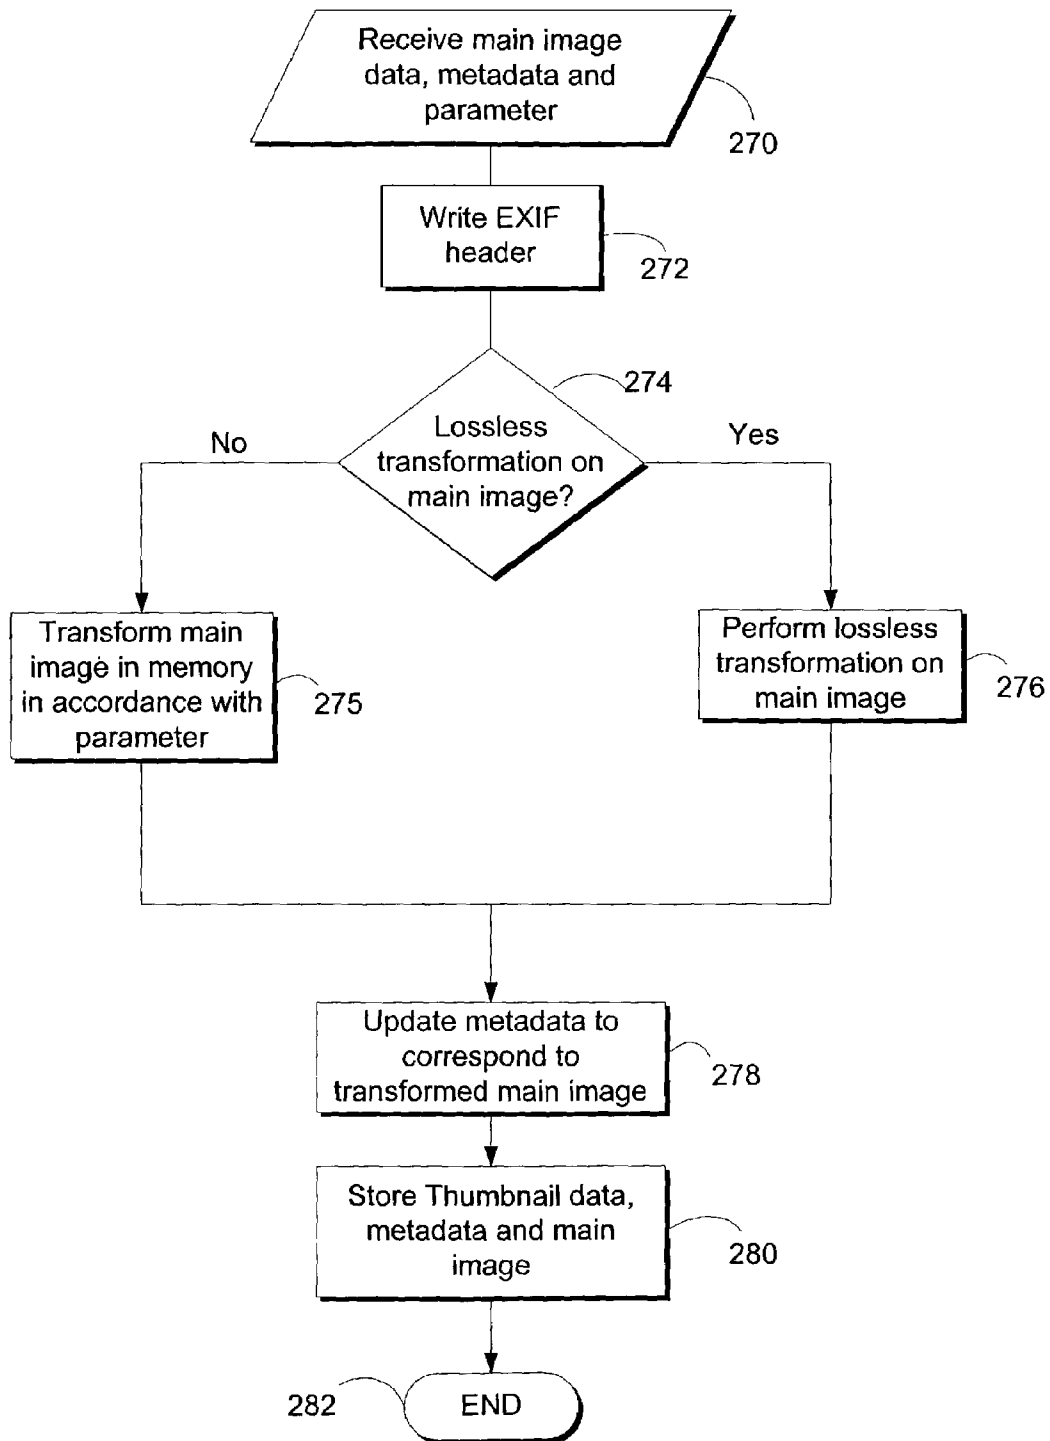 Receive main image
data, metadata and
parameter
270
Write EXIF
header
272
274
Lossless
transformation on
main image?
No
Yes
Transform main
image in memory
in accordance with
parameter
275
Perform lossless
transformation on
main image
276
Update metadata to
correspond to
transformed main image
278
Store Thumbnail data,
metadata and main
image
280
282
END